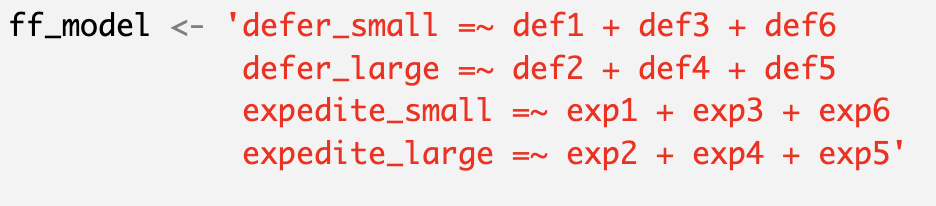 ff_model <- 'defer_small =~ def1 + def3 + def6
defer_large =~ def2 + def4 + def5
expedite_small =~ exp1 + exp3 + exp6
expedite_large =~ exp2 + exp4 + exp5'